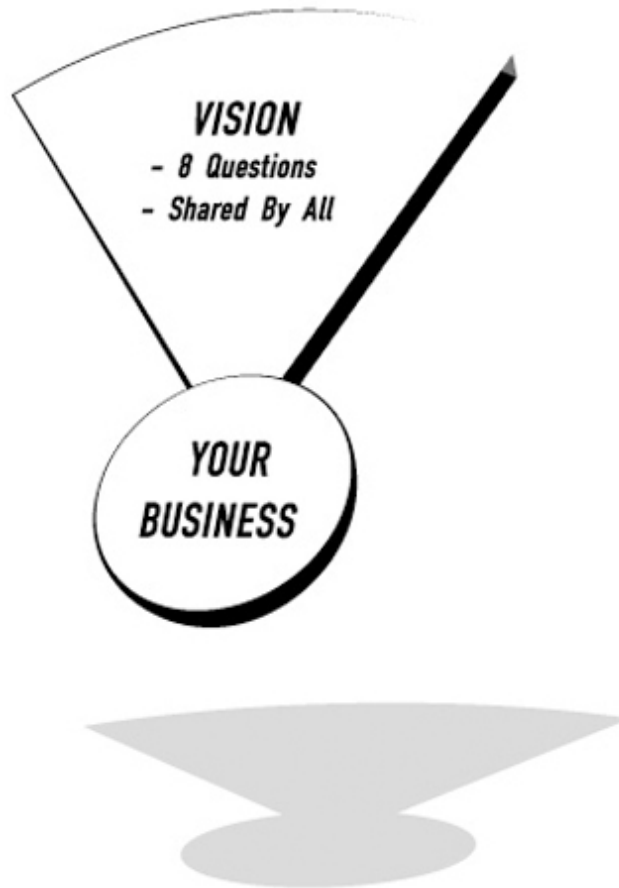 VISION
- 8 Questions
- Shared By All
YOUR
BUSINESS